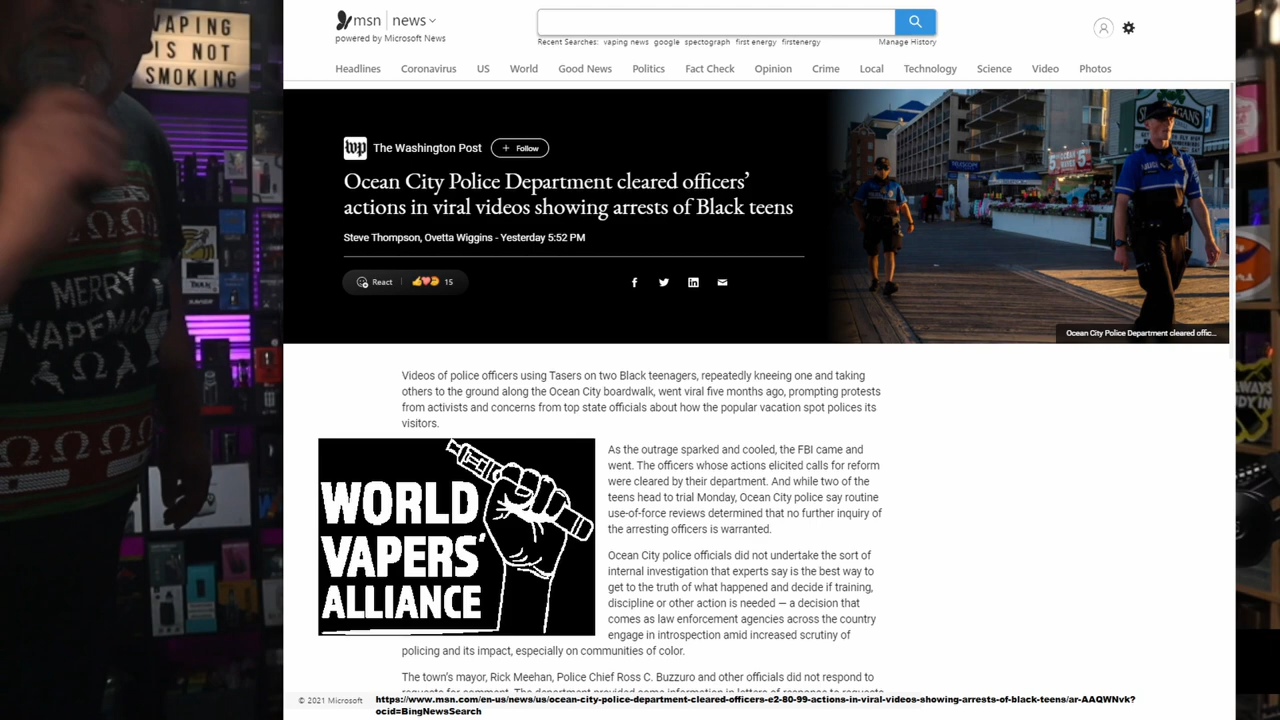 VAPING
IS NOT
SMOKING
MERRY
VAPEMAS
msn | news
powered by Microsoft News
Recent Searches: vaping news google spectograph first energy firstenergy
Manage History
Headlines Coronavirus US World Good News Politics Fact Check Opinion Crime Local Technology Science Video Photos
wp The Washington Post + Follow
Ocean City Police Department cleared officers’
actions in viral videos showing arrests of Black teens
Steve Thompson, Ovetta Wiggins - Yesterday 5:52 PM
React 15
Ocean City Police Department cleared offic...
Videos of police officers using Tasers on two Black teenagers, repeatedly kneeing one and taking
others to the ground along the Ocean City boardwalk, went viral five months ago, prompting protests
from activists and concerns from top state officials about how the popular vacation spot polices its
visitors.
WORLD
VAPERS'
ALLIANCE
As the outrage sparked and cooled, the FBI came and
went. The officers whose actions elicited calls for reform
were cleared by their department. And while two of the
teens head to trial Monday, Ocean City police say routine
use-of-force reviews determined that no further inquiry of
the arresting officers is warranted.
Ocean City police officials did not undertake the sort of
internal investigation that experts say is the best way to
get to the truth of what happened and decide if training,
discipline or other action is needed — a decision that
comes as law enforcement agencies across the country
engage in introspection amid increased scrutiny of
policing and its impact, especially on communities of color.
The town’s mayor, Rick Meehan, Police Chief Ross C. Buzzuro and other officials did not respond to
requests for comment. The department provided some information in letters of response to requests
© 2021 Microsoft
https://www.msn.com/en-us/news/us/ocean-city-police-department-cleared-officers-e2-80-99-actions-in-viral-videos-showing-arrests-of-black-teens/ar-AAQWNvk?
ocid=BingNewsSearch